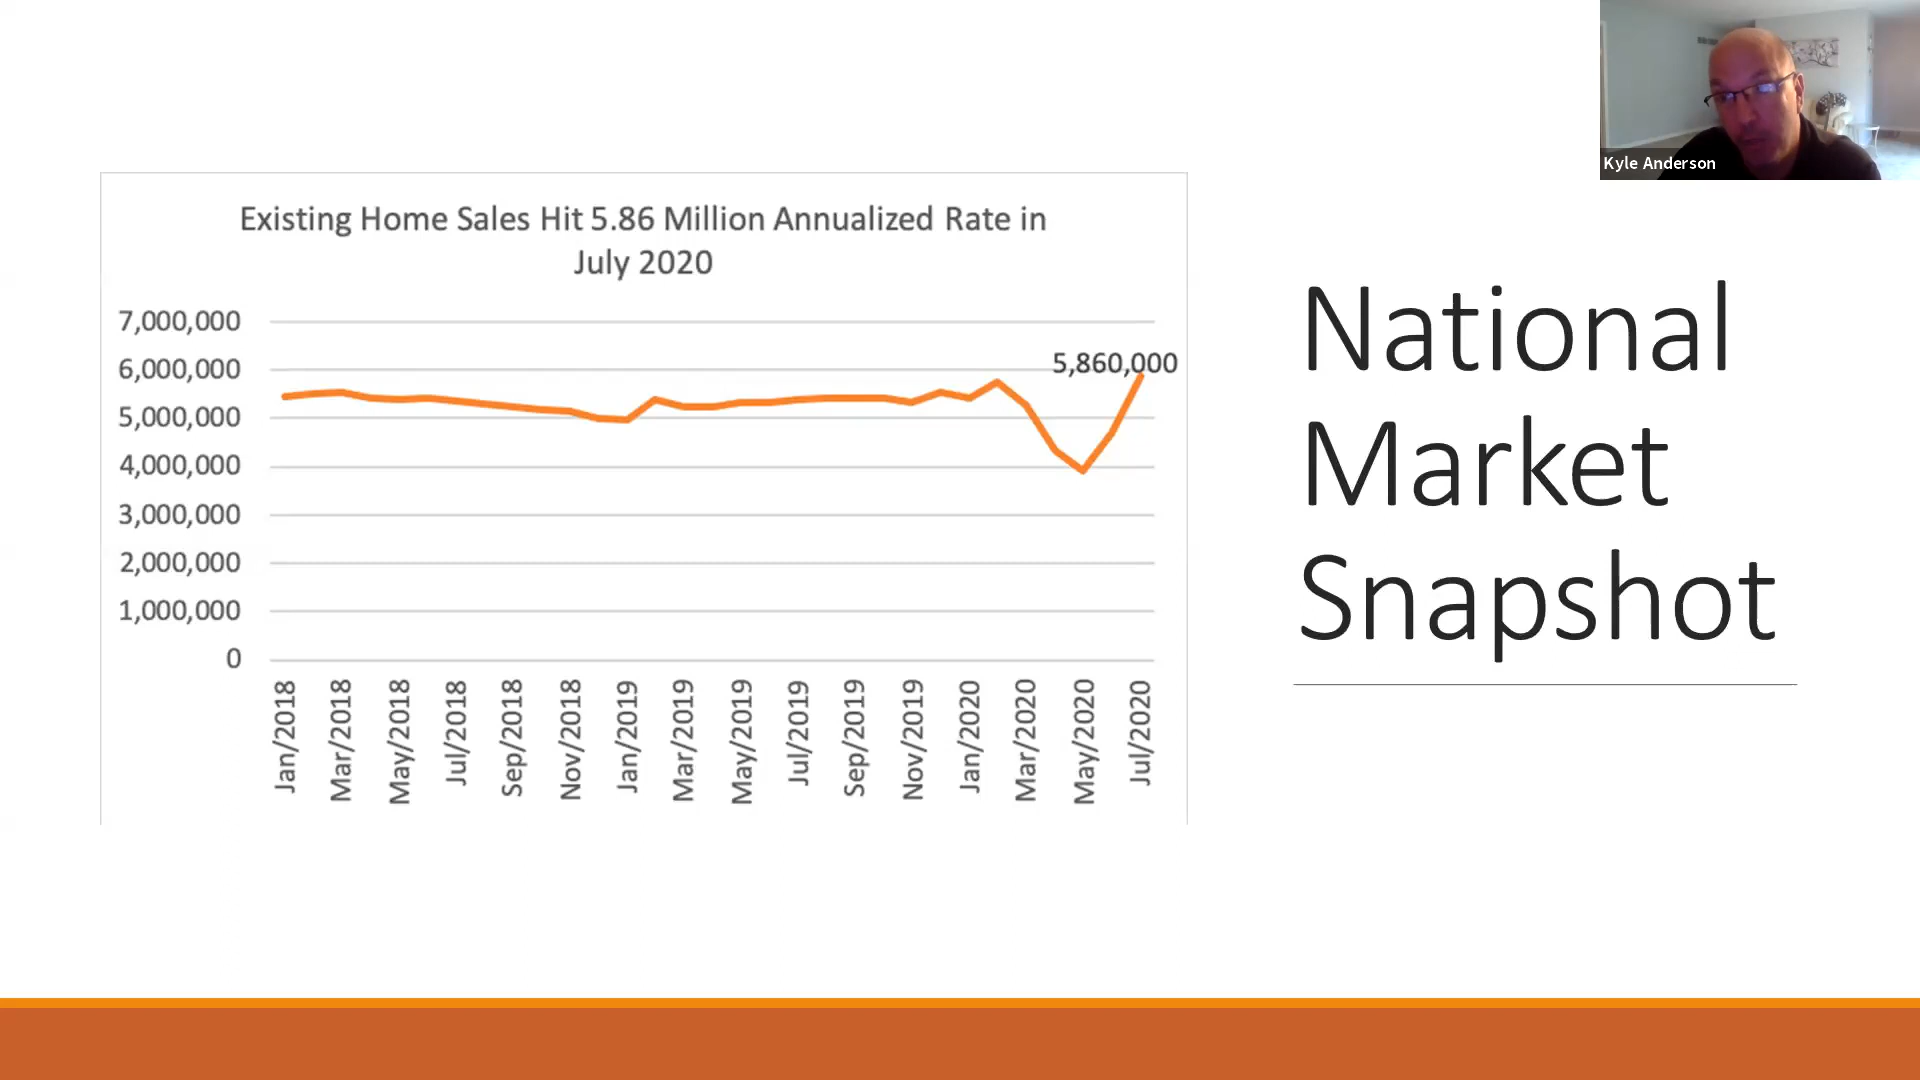 Kyle Anderson
Existing Home Sales Hit 5.86 Million Annualized Rate in
July 2020
7,000,000
6,000,000
5,000,000
4,000,000
3,000,000
2,000,000
1,000,000
0
5,860,000
Jan/2018
Mar/2018
May/2018
Jul/2018
Sep/2018
Nov/2018
Jan/2019
Mar/2019
May/2019
Jul/2019
Sep/2019
Nov/2019
Jan/2020
Mar/2020
May/2020
Jul/2020
National
Market
Snapshot